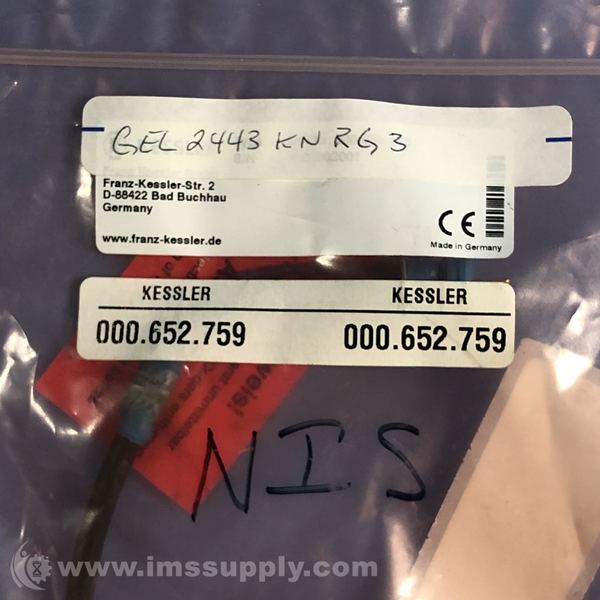 GEL 2443 KN RG 3
Franz-Kessler-Str. 2
D-88422 Bad Buchhau
Germany
www.franz-kessler.de
CE
Made in Germany
KESSLER KESSLER
000.652.759 000.652.759
NIS
www.imssupply.com